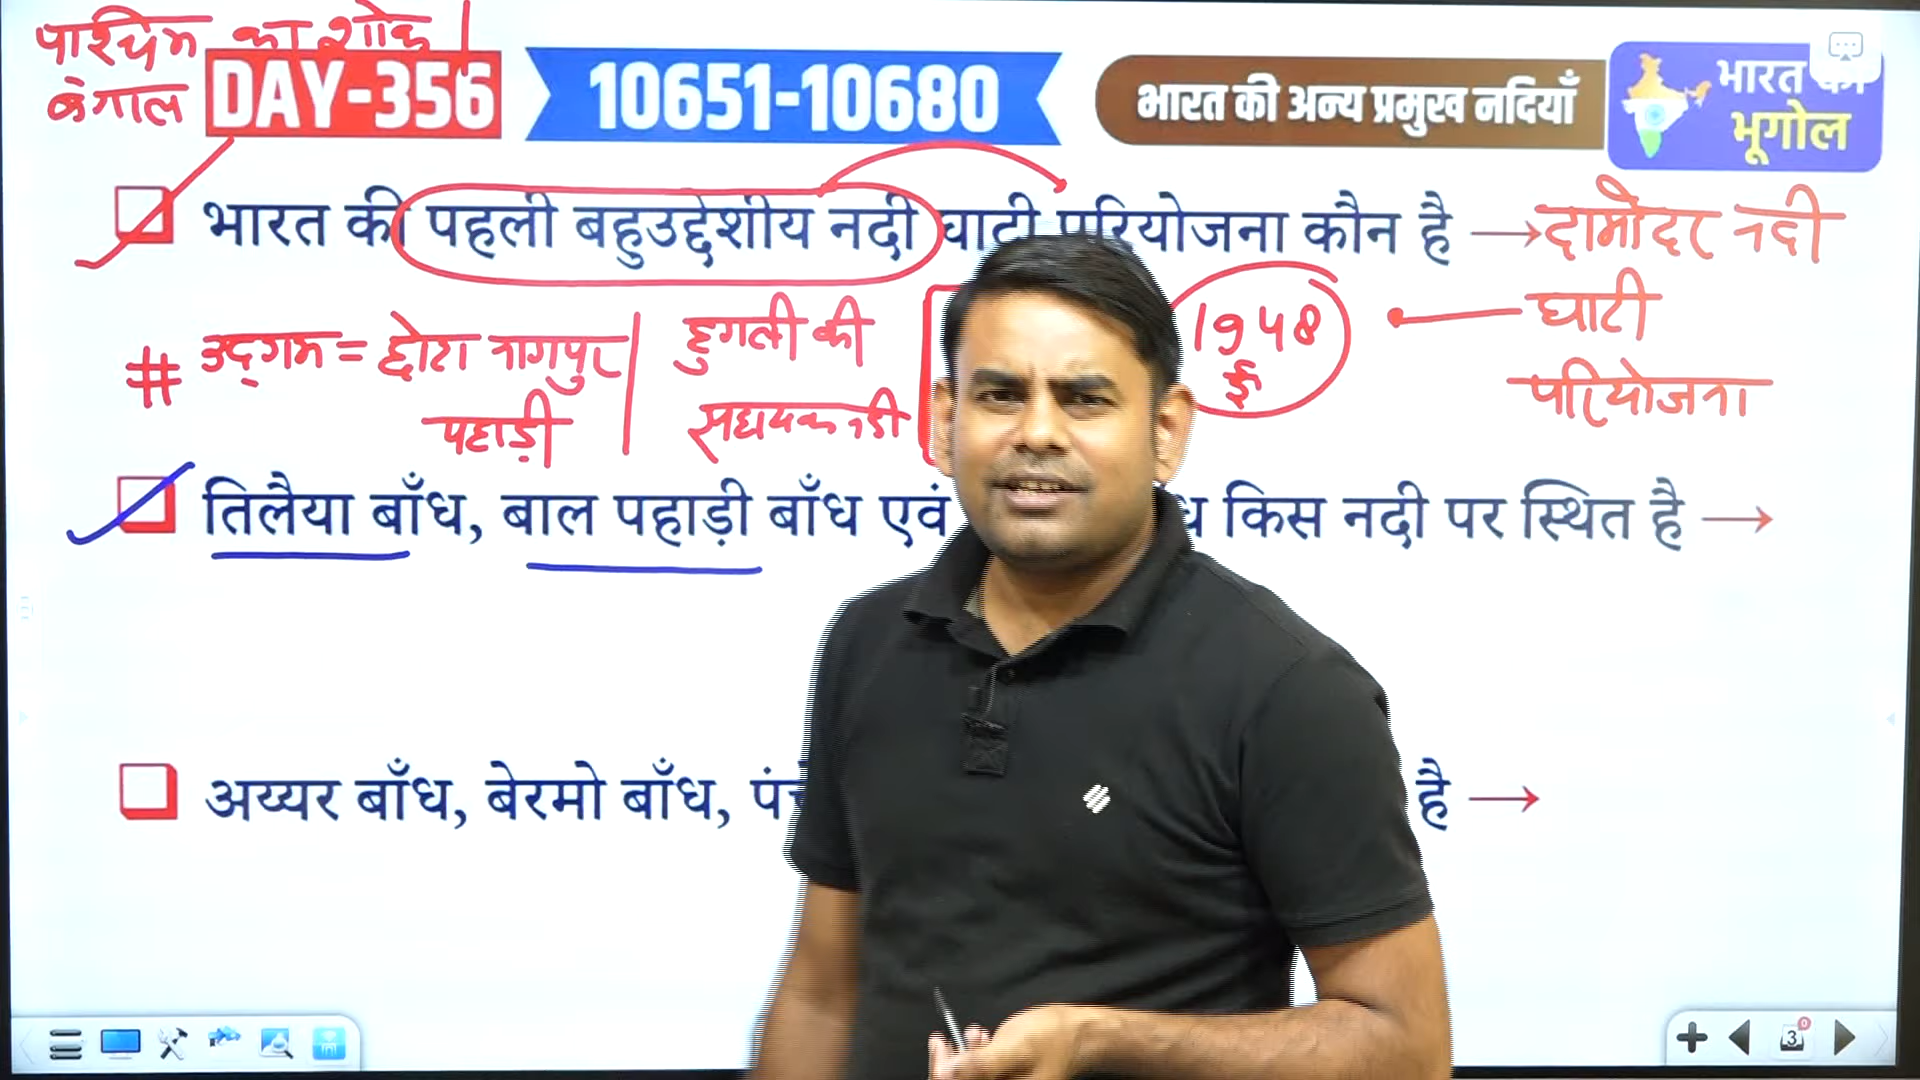 पश्चिम का शोक
बंगाल
DAY-356
10651-10680
भारत की अन्य प्रमुख नदियाँ
भारत का
भूगोल
भारत की पहली बहुउद्देशीय नदी घाटी परियोजना कौन है → दामोदर नदी
घाटी
परियोजना
# उद्गम = छोटा नागपुर
पहाड़ी
हुगली की
सहायक नदी
1948
ई
तिलैया बाँध, बाल पहाड़ी बाँध एवं किस नदी पर स्थित है →
अय्यर बाँध, बेरमो बाँध, है →
3